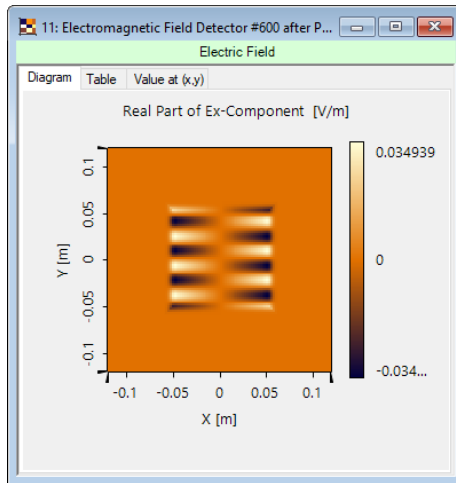 11: Electromagnetic Field Detector #600 after P...
Electric Field
Diagram Table Value at (x,y)
Real Part of Ex-Component [V/m]
0.1
0.05
0
-0.05
-0.1
Y [m]
-0.1 -0.05 0 0.05 0.1
X [m]
0.034939
0
-0.034...